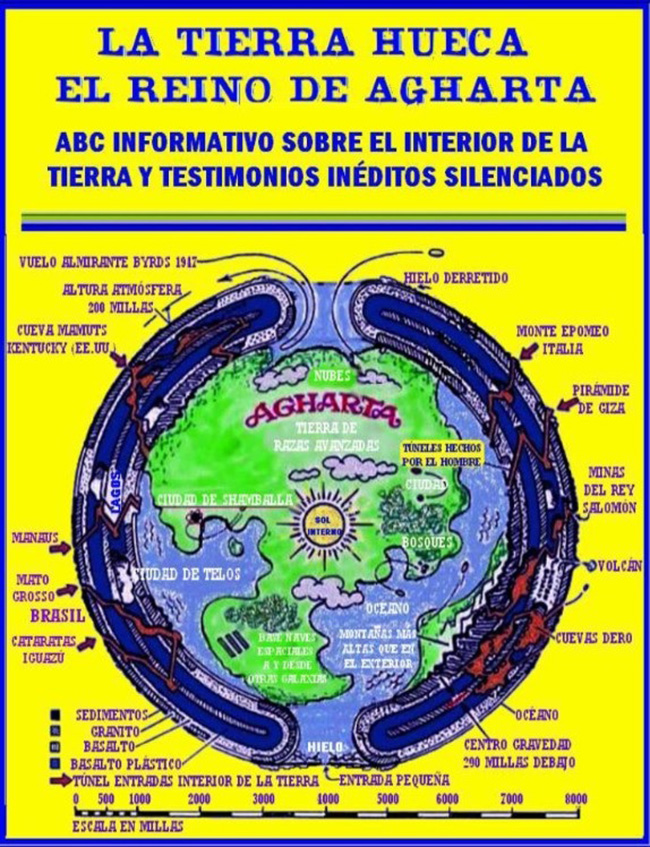 LA TIERRA HUECA
EL REINO DE AGHARTA
ABC INFORMATIVO SOBRE EL INTERIOR DE LA
TIERRA Y TESTIMONIOS INÉDITOS SILENCIADOS
VUELO ALMIRANTE BYRDS 1947
HIELO DERRETIDO
ALTURA ATMÓSFERA
200 MILLAS
CUEVA MAMUTS
KENTUCKY (EE.UU.)
MONTE EPOMEO
ITALIA
PIRÁMIDE
DE GIZA
NUBES
AGHARTA
TIERRA DE
RAZAS AVANZADAS
TÚNELES HECHOS
POR EL HOMBRE
CIUDAD
LAGOS
CIUDAD DE SHAMBALLA
MINAS
DEL REY
SALOMÓN
SOL
INTERNO
BOSQUES
MANAUS
VOLCÁN
CIUDAD DE TELOS
MATO
GROSSO
BRASIL
OCÉANO
CATARATAS
IGUAZÚ
BASE NAVES
ESPACIALES
A Y DESDE
OTRAS GALAXIAS
MONTAÑAS MAS
ALTAS QUE EN
EL EXTERIOR
CUEVAS DERO
SEDIMENTOS
GRANITO
BASALTO
BASALTO PLÁSTICO
OCÉANO
HIELO
CENTRO GRAVEDAD
290 MILLAS DEBAJO
TÚNEL ENTRADAS INTERIOR DE LA TIERRA
ENTRADA PEQUEÑA
0 500 1000 2000 3000 4000 5000 6000 7000 8000
ESCALA EN MILLAS